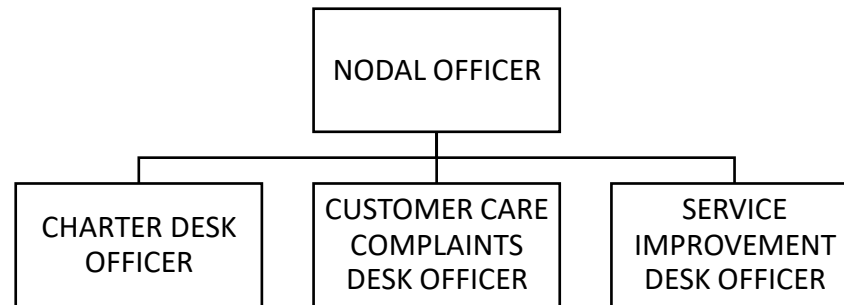 NODAL OFFICER
CHARTER DESK
OFFICER
CUSTOMER CARE
COMPLAINTS
DESK OFFICER
SERVICE
IMPROVEMENT
DESK OFFICER